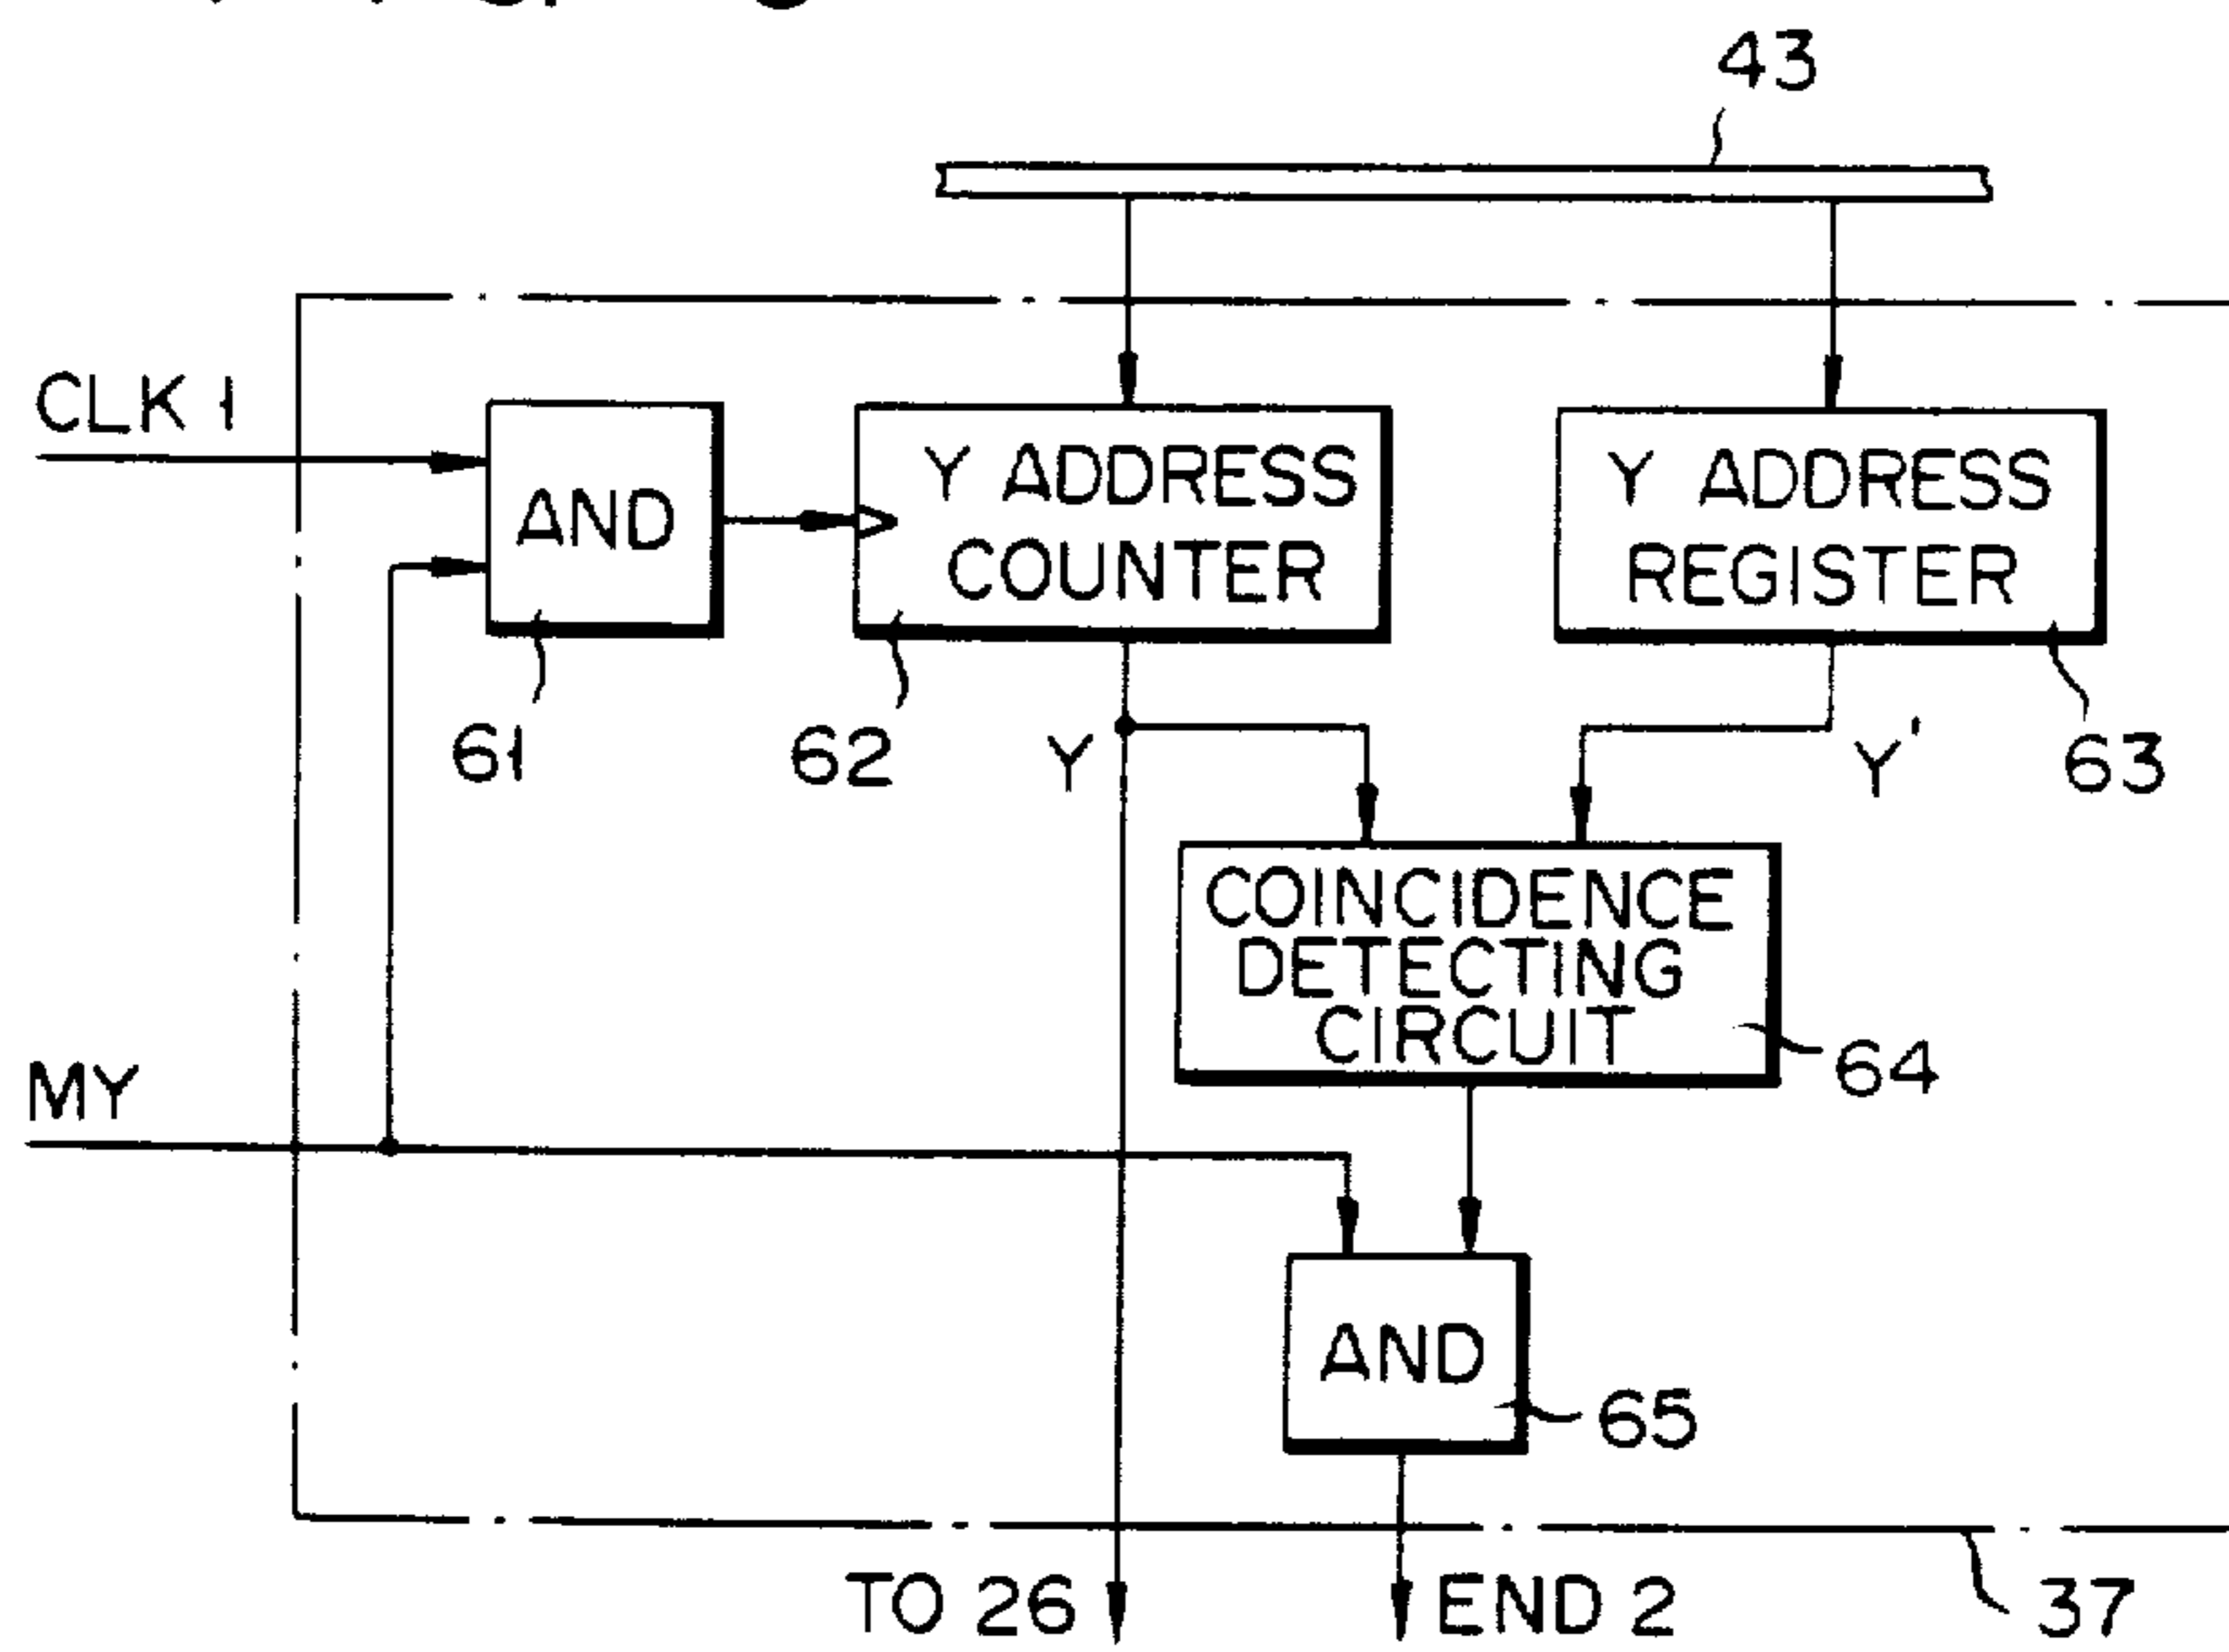 43
CLK 1
AND
Y ADDRESS
COUNTER
Y ADDRESS
REGISTER
61
62
Y
Y'
63
COINCIDENCE
DETECTING
CIRCUIT
64
MY
AND
65
TO 26
END 2
37